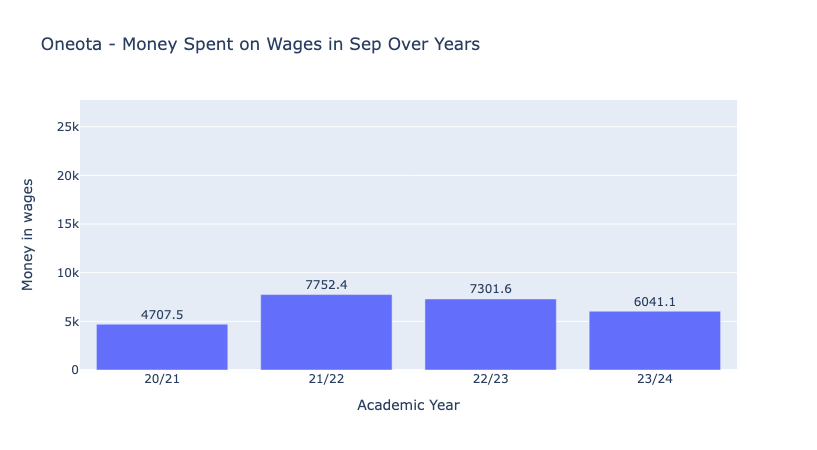 Oneota - Money Spent on Wages in Sep Over Years
Money in wages
25k
20k
15k
10k
5k
0
4707.5
7752.4
7301.6
6041.1
20/21
21/22
22/23
23/24
Academic Year